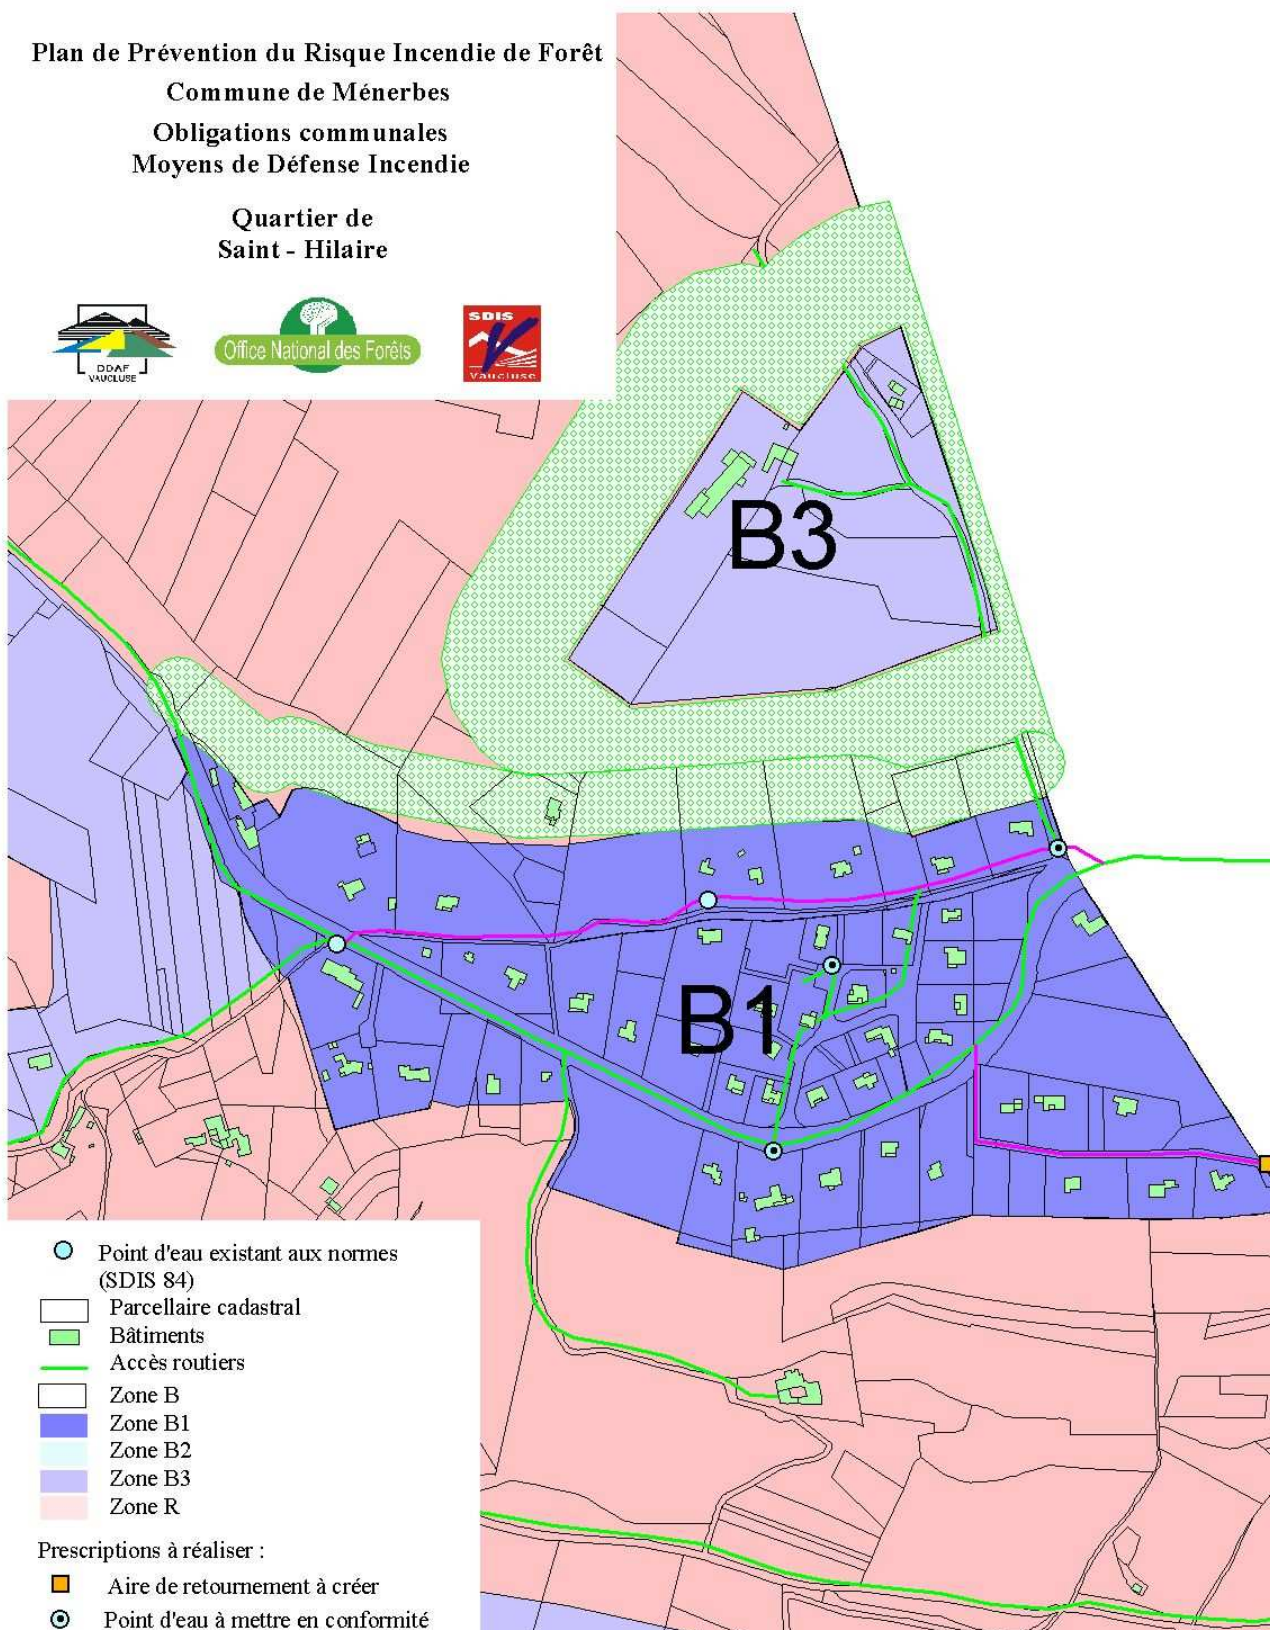 Plan de Prévention du Risque Incendie de Forêt
Commune de Ménerbes
Obligations communales
Moyens de Défense Incendie
Quartier de
Saint - Hilaire
DDAF
VAUCLUSE
Office National des Forêts
SDIS
Vaucluse
B3
B1
Point d'eau existant aux normes
(SDIS 84)
Parcellaire cadastral
Bâtiments
Accès routiers
Zone B
Zone B1
Zone B2
Zone B3
Zone R
Prescriptions à réaliser :
Aire de retournement à créer
Point d'eau à mettre en conformité